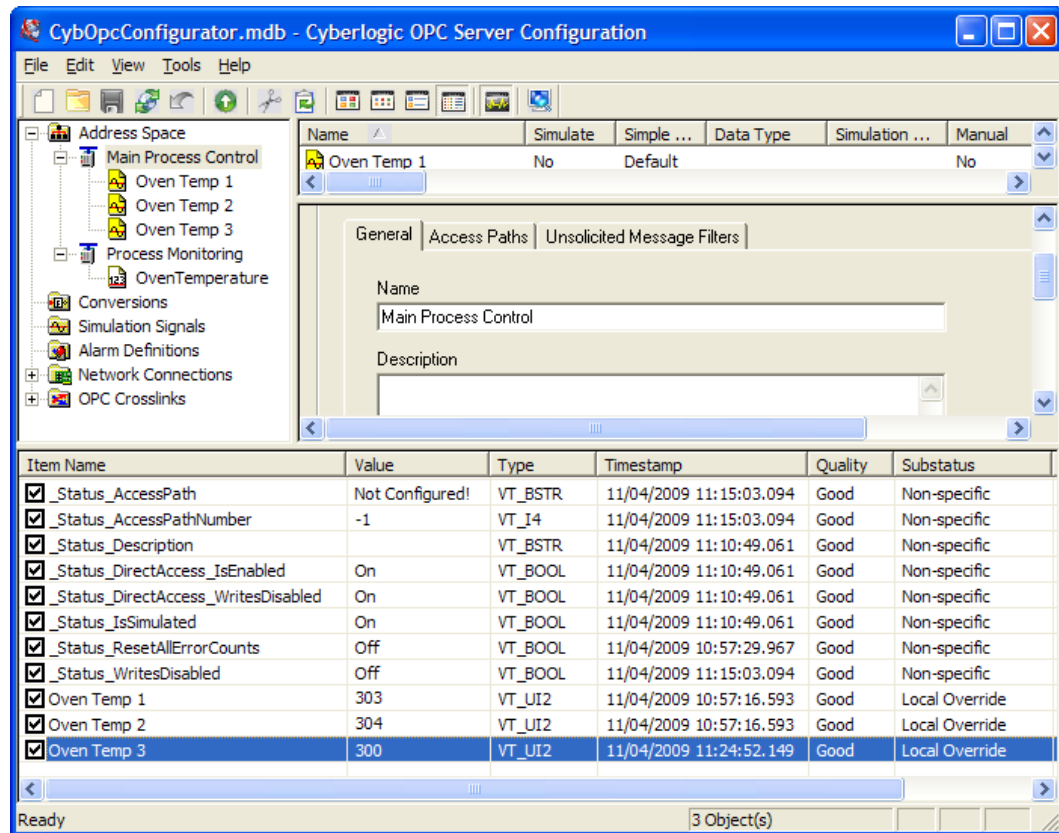 CybOpcConfigurator.mdb - Cyberlogic OPC Server Configuration
File Edit View Tools Help
Address Space
Main Process Control
Oven Temp 1
Oven Temp 2
Oven Temp 3
Process Monitoring
123 OvenTemperature
Conversions
Simulation Signals
Alarm Definitions
Network Connections
OPC Crosslinks
Name Simulate Simple ... Data Type Simulation ... Manual
Oven Temp 1 No Default No
General Access Paths Unsolicited Message Filters
Name
Main Process Control
Description
Item Name Value Type Timestamp Quality Substatus
_Status_AccessPath Not Configured! VT_BSTR 11/04/2009 11:15:03.094 Good Non-specific
_Status_AccessPathNumber -1 VT_I4 11/04/2009 11:15:03.094 Good Non-specific
_Status_Description VT_BSTR 11/04/2009 11:10:49.061 Good Non-specific
_Status_DirectAccess_IsEnabled On VT_BOOL 11/04/2009 11:10:49.061 Good Non-specific
_Status_DirectAccess_WritesDisabled On VT_BOOL 11/04/2009 11:10:49.061 Good Non-specific
_Status_IsSimulated On VT_BOOL 11/04/2009 11:10:49.061 Good Non-specific
_Status_ResetAllErrorCounts Off VT_BOOL 11/04/2009 10:57:29.967 Good Non-specific
_Status_WritesDisabled Off VT_BOOL 11/04/2009 11:15:03.094 Good Non-specific
Oven Temp 1 303 VT_UI2 11/04/2009 10:57:16.593 Good Local Override
Oven Temp 2 304 VT_UI2 11/04/2009 10:57:16.593 Good Local Override
Oven Temp 3 300 VT_UI2 11/04/2009 11:24:52.149 Good Local Override
Ready 3 Object(s)